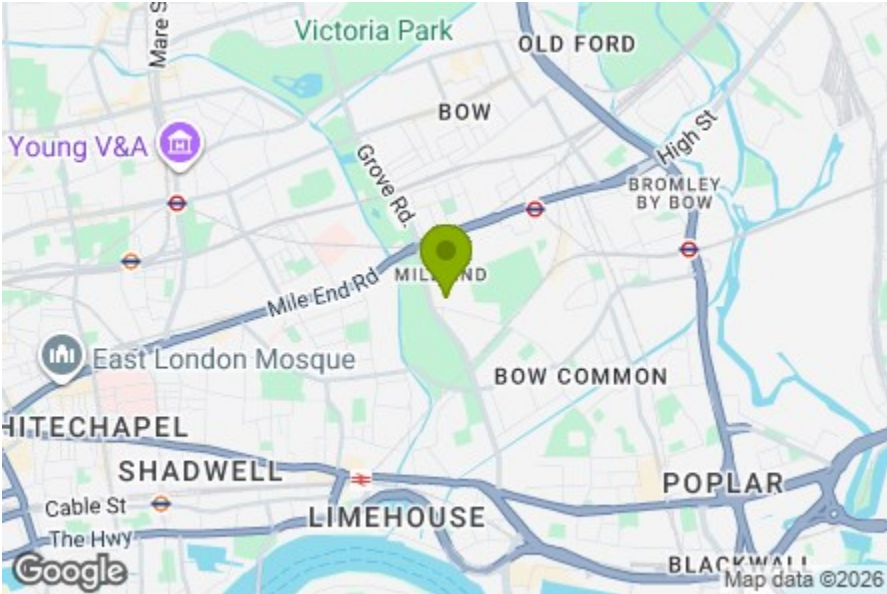 Victoria Park
Mare S
OLD FORD
BOW
High St
Young V&A
Grove Rd.
BROMLEY
BY BOW
MILE END
Mile End Rd
East London Mosque
BOW COMMON
HITECHAPEL
SHADWELL
POPLAR
Cable St
LIMEHOUSE
The Hwy
BLACKWALL
Google
Map data ©2026